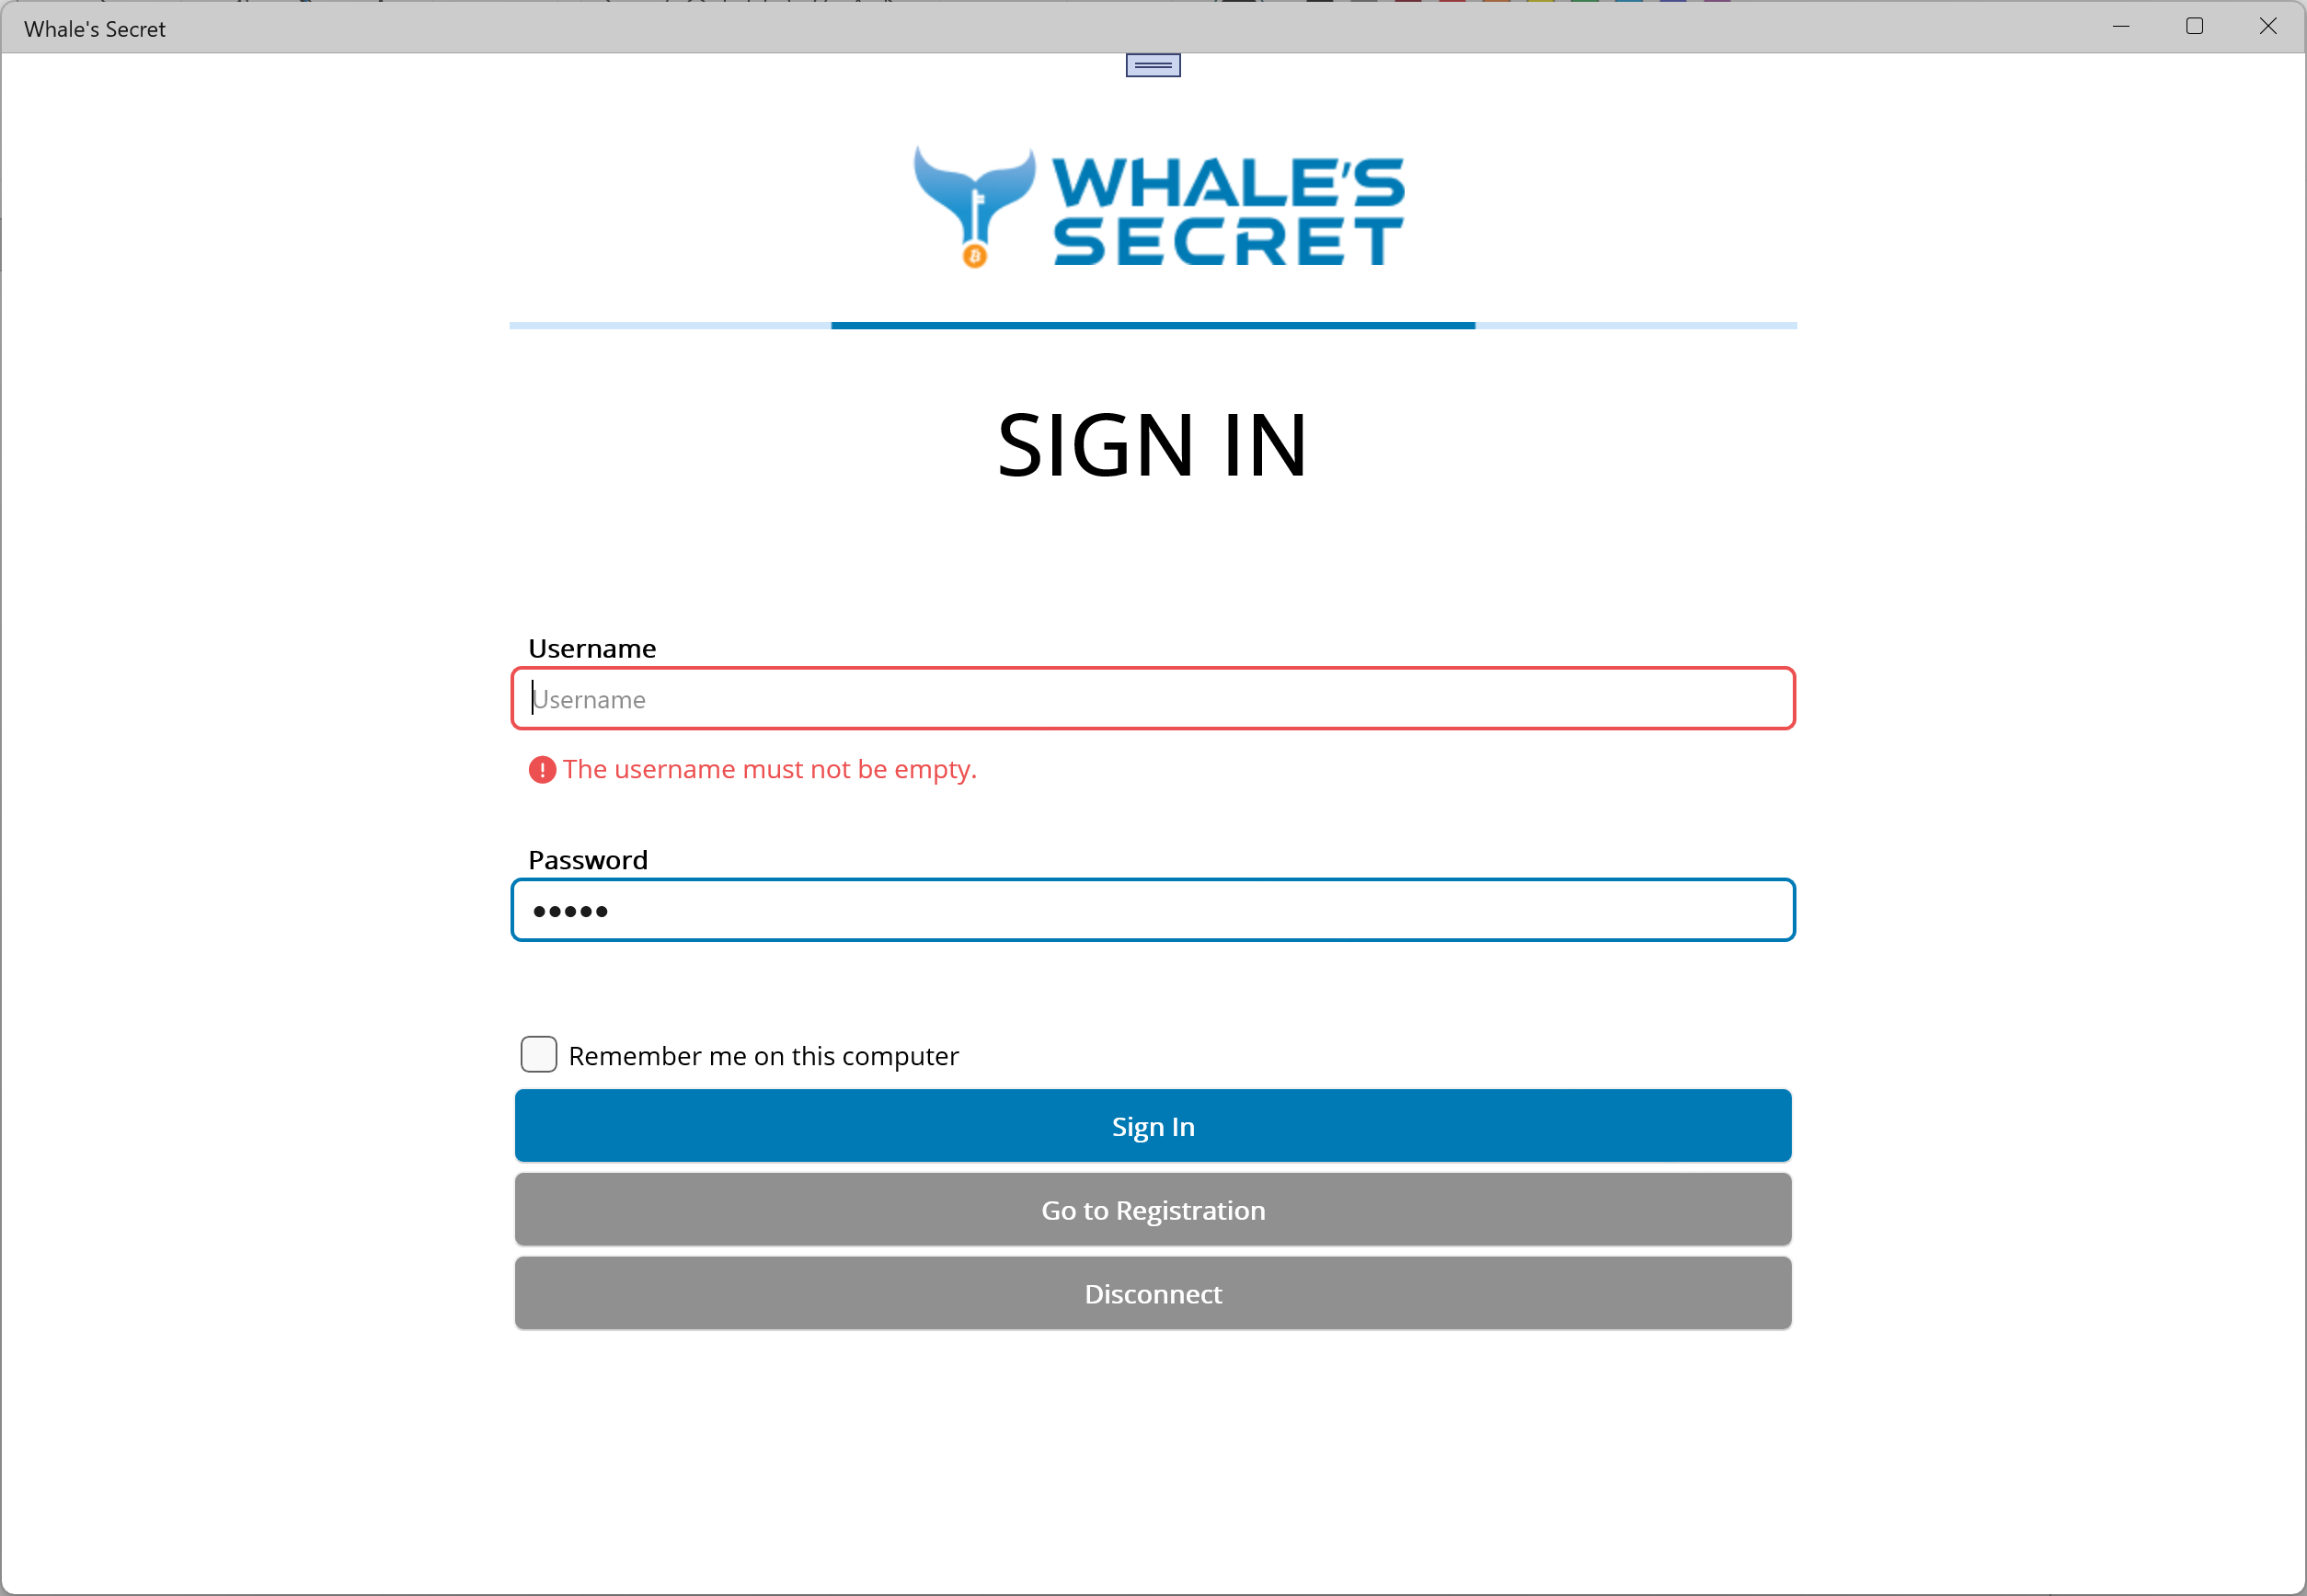 Whale's Secret
WHALE'S
SECRET
SIGN IN
Username
Username
The username must not be empty.
Password
Remember me on this computer
Sign In
Go to Registration
Disconnect